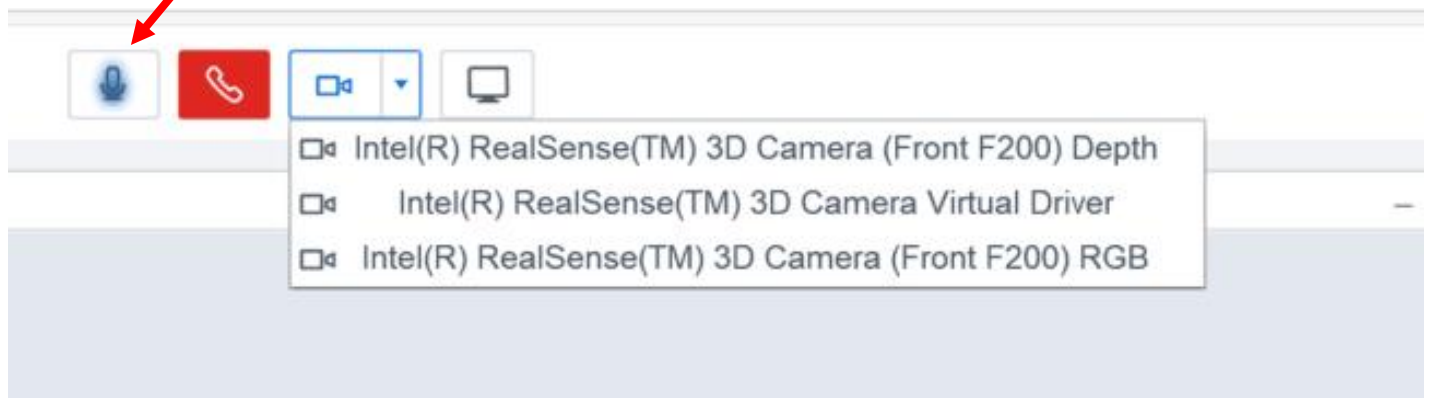 Intel(R) RealSense(TM) 3D Camera (Front F200) Depth
Intel(R) RealSense(TM) 3D Camera Virtual Driver
Intel(R) RealSense(TM) 3D Camera (Front F200) RGB